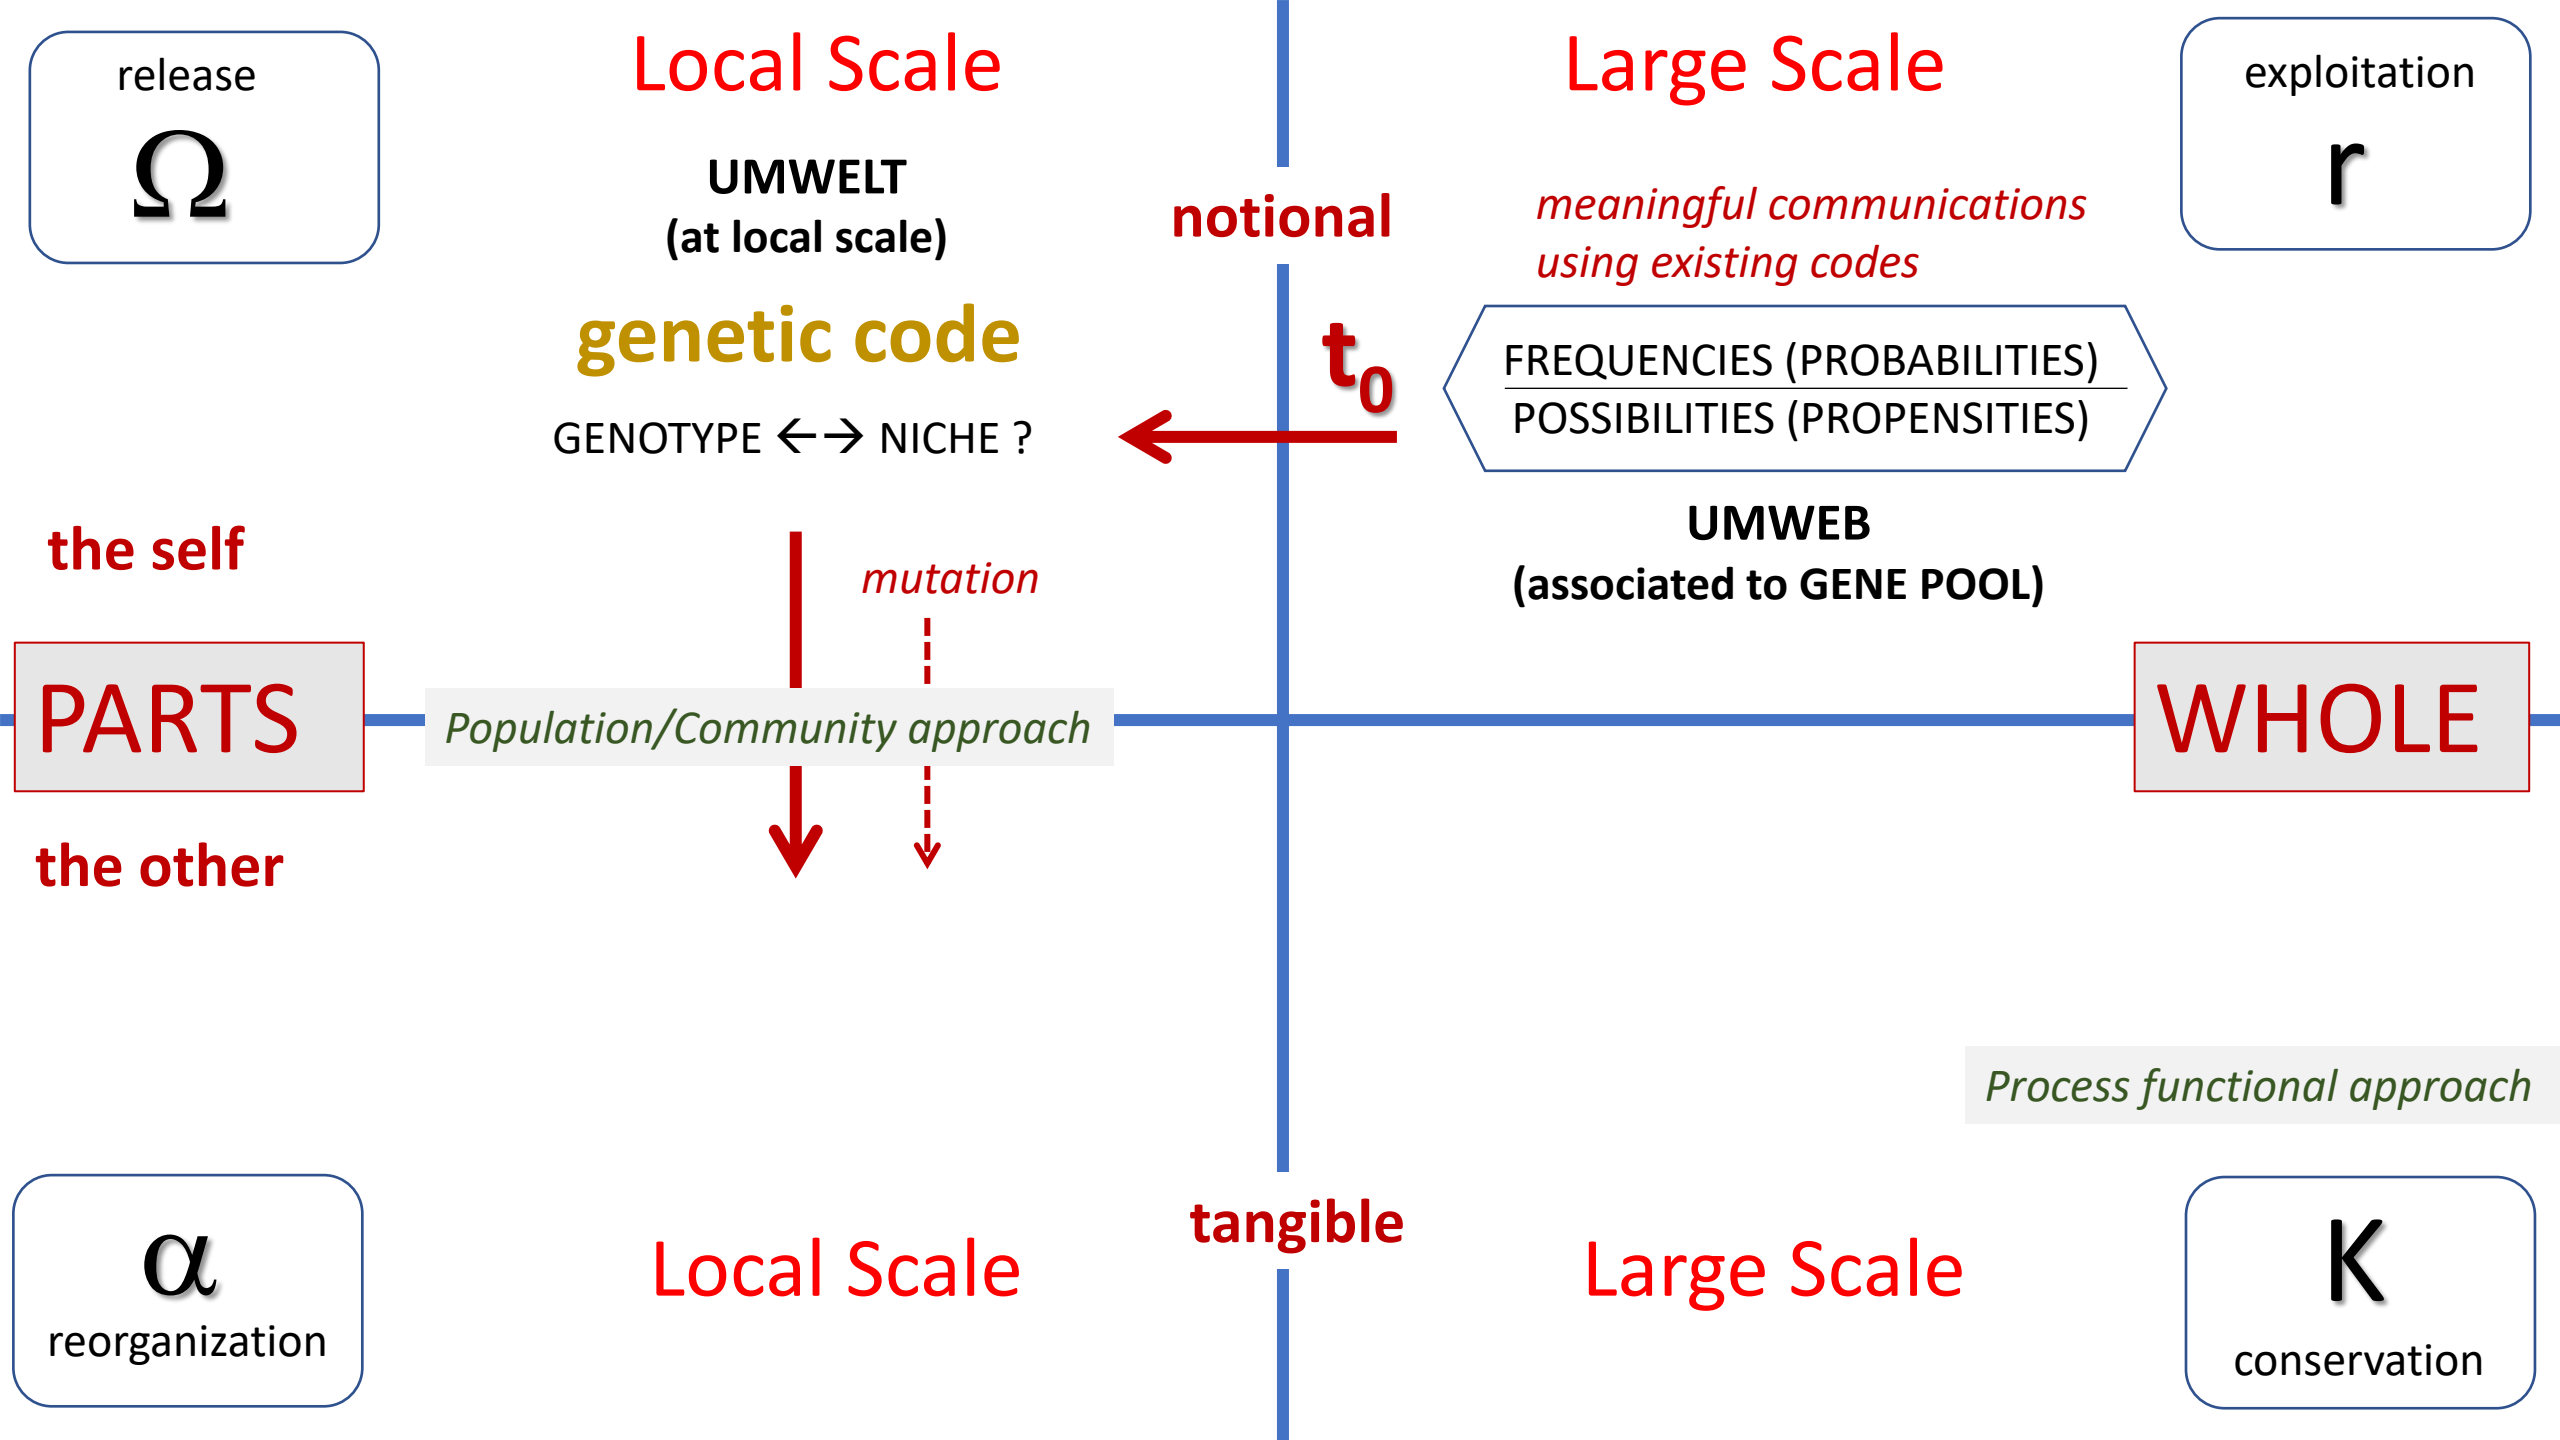 release
Ω
Local Scale
UMWELT
(at local scale)
genetic code
GENOTYPE ←→ NICHE ?
notional
t0
Large Scale
meaningful communications
using existing codes
FREQUENCIES (PROBABILITIES)
POSSIBILITIES (PROPENSITIES)
UMWEB
(associated to GENE POOL)
exploitation
r
the self
mutation
PARTS
Population/Community approach
WHOLE
the other
Process functional approach
α
reorganization
Local Scale
tangible
Large Scale
K
conservation